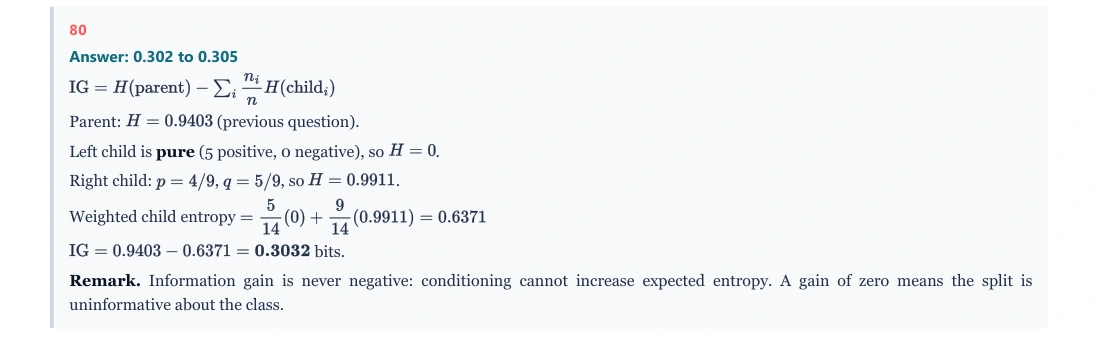 80
Answer: 0.302 to 0.305
IG = H(parent) − ∑ᵢ nᵢ/n H(childᵢ)
Parent: H = 0.9403 (previous question).
Left child is pure (5 positive, 0 negative), so H = 0.
Right child: p = 4/9, q = 5/9, so H = 0.9911.
Weighted child entropy = 5/14 (0) + 9/14 (0.9911) = 0.6371
IG = 0.9403 − 0.6371 = 0.3032 bits.
Remark. Information gain is never negative: conditioning cannot increase expected entropy. A gain of zero means the split is
uninformative about the class.